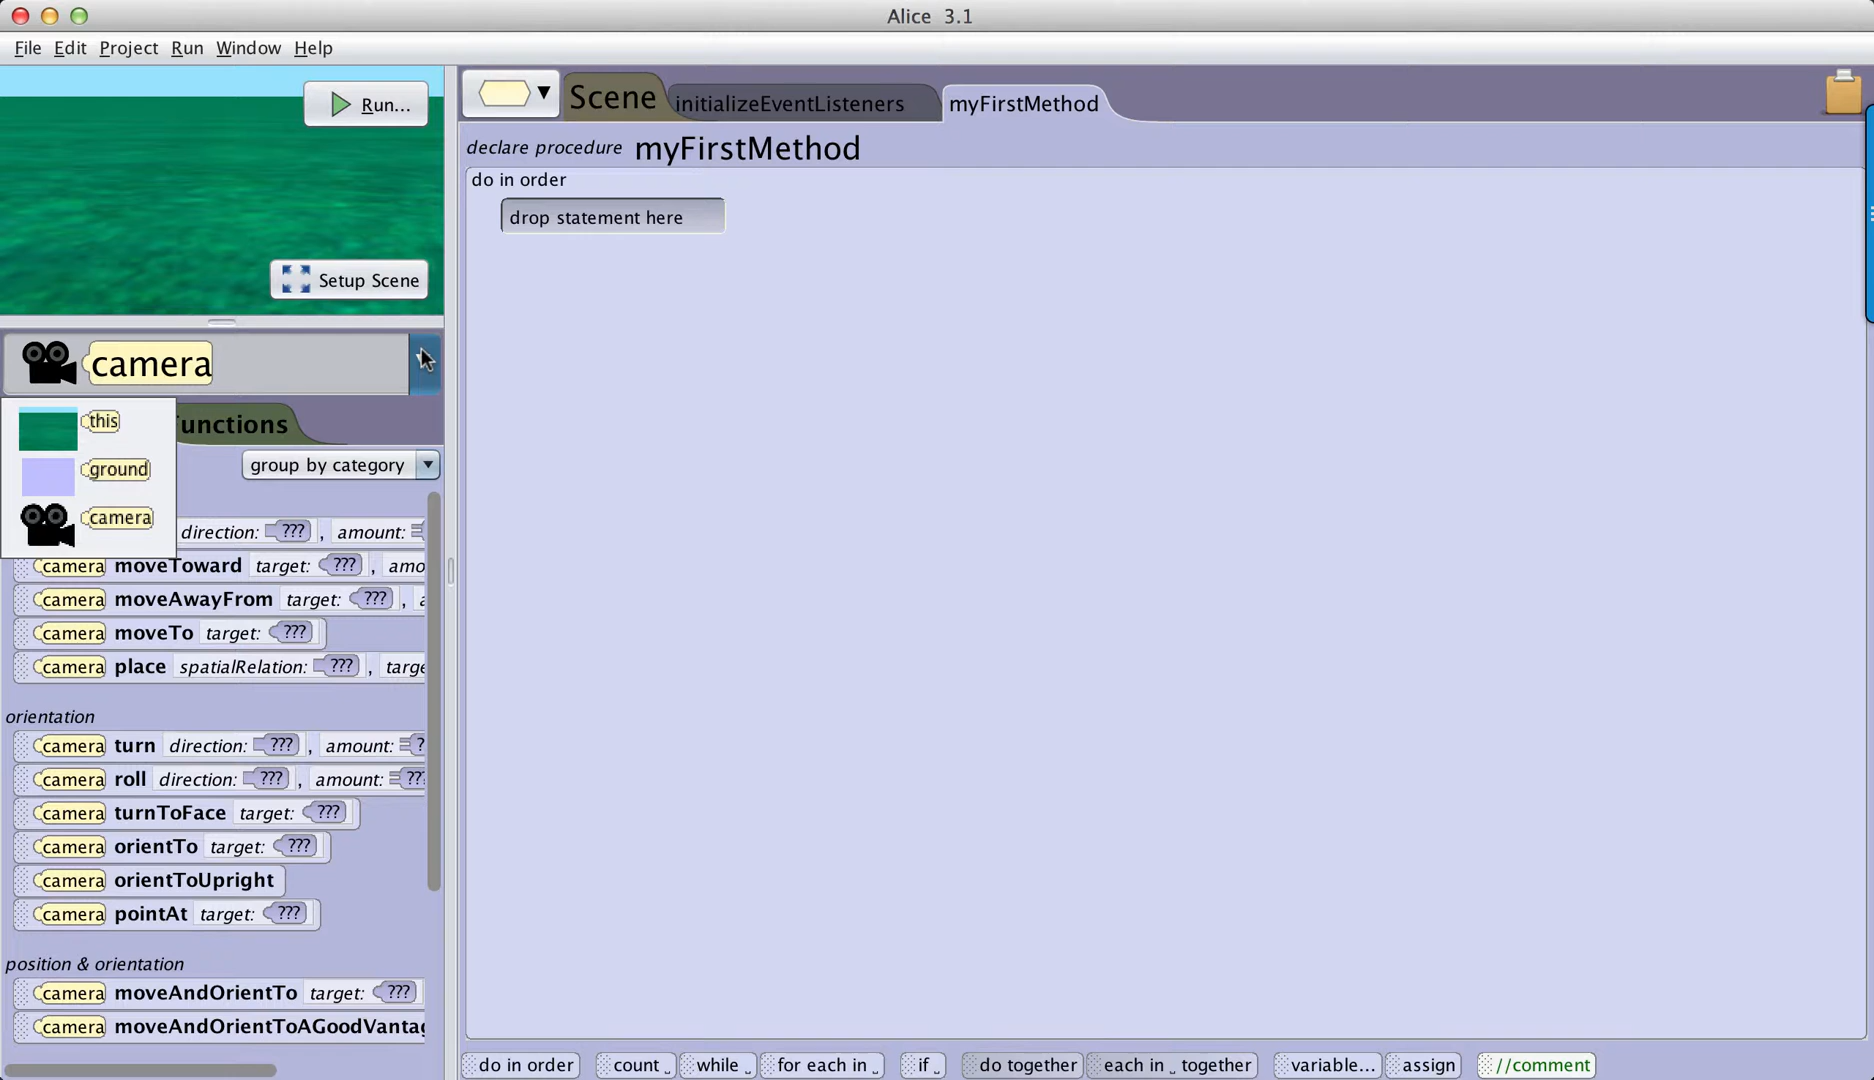 Alice 3.1
File Edit Project Run Window Help
Run...
Setup Scene
camera
this
ground
camera
unctions
group by category
direction: ??? , amount:
camera moveToward target: ??? , amo
camera moveAwayFrom target: ??? ,
camera moveTo target: ???
camera place spatialRelation: ??? , targe
orientation
camera turn direction: ??? , amount: ?
camera roll direction: ??? , amount: ??
camera turnToFace target: ???
camera orientTo target: ???
camera orientToUpright
camera pointAt target: ???
position & orientation
camera moveAndOrientTo target: ???
camera moveAndOrientToAGoodVantag
Scene initializeEventListeners myFirstMethod
declare procedure myFirstMethod
do in order
drop statement here
do in order count while for each in if do together each in together variable... assign //comment